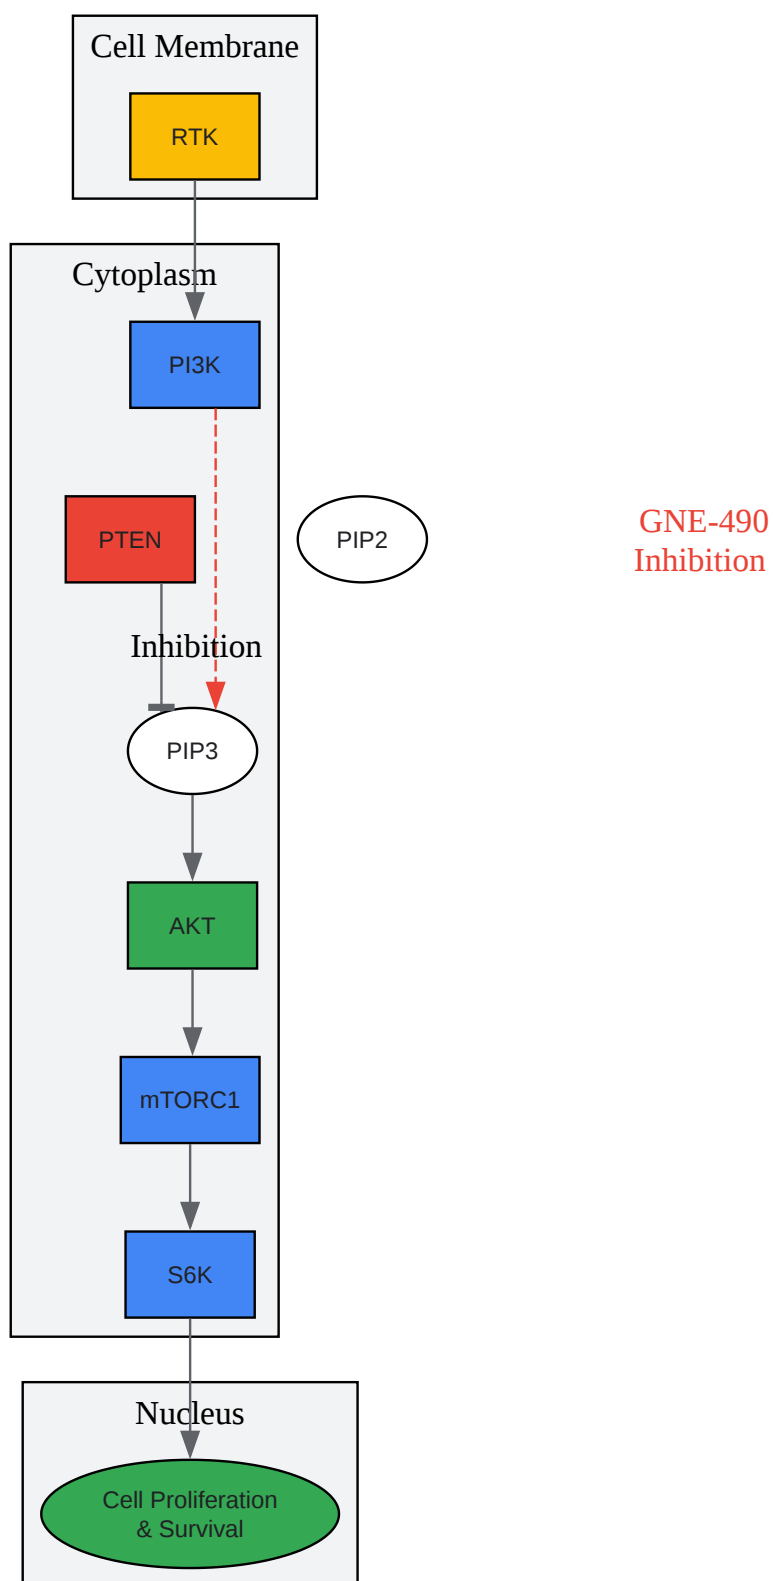 Cell Membrane
RTK
Cytoplasm
PI3K
PTEN
PIP2
GNE-490
Inhibition
Inhibition
PIP3
AKT
mTORC1
S6K
Nucleus
Cell Proliferation
& Survival